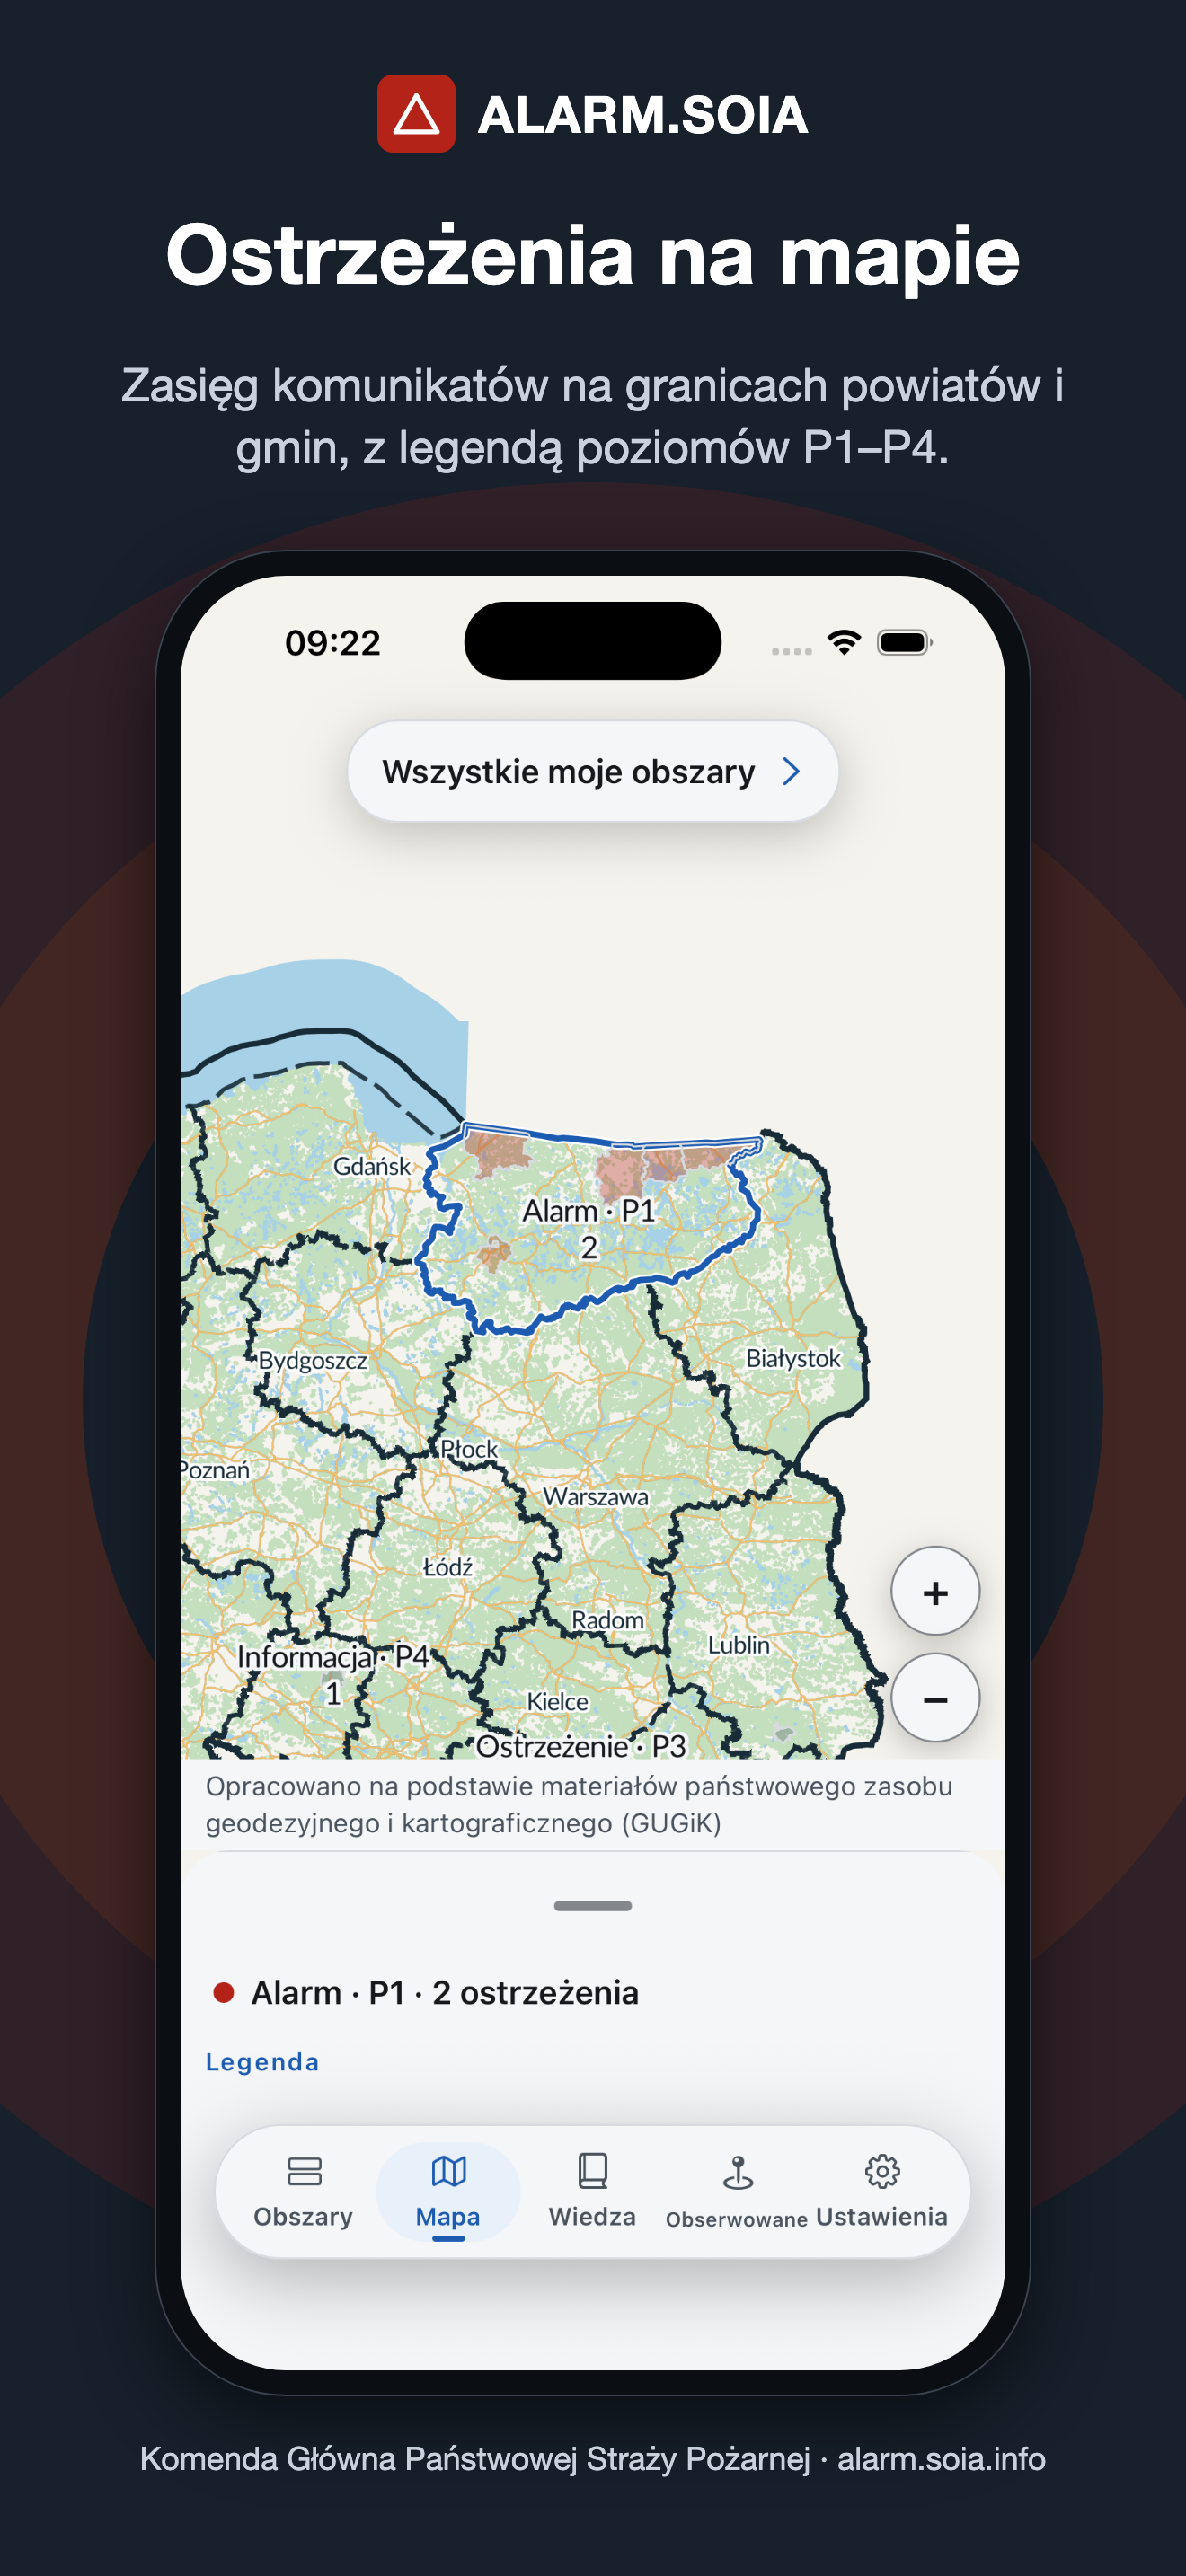 ALARM.SOIA
Ostrzeżenia na mapie
Zasięg komunikatów na granicach powiatów i
gmin, z legendą poziomów P1–P4.
09:22
Wszystkie moje obszary
Gdańsk
Alarm · P1
2
Bydgoszcz
Białystok
Płock
Poznań
Warszawa
Łódź
Radom
Lublin
Informacja · P4
1
Kielce
Ostrzeżenie · P3
+
−
Opracowano na podstawie materiałów państwowego zasobu
geodezyjnego i kartograficznego (GUGiK)
Alarm · P1 · 2 ostrzeżenia
Legenda
Obszary
Mapa
Wiedza
Obserwowane
Ustawienia
Komenda Główna Państwowej Straży Pożarnej · alarm.soia.info